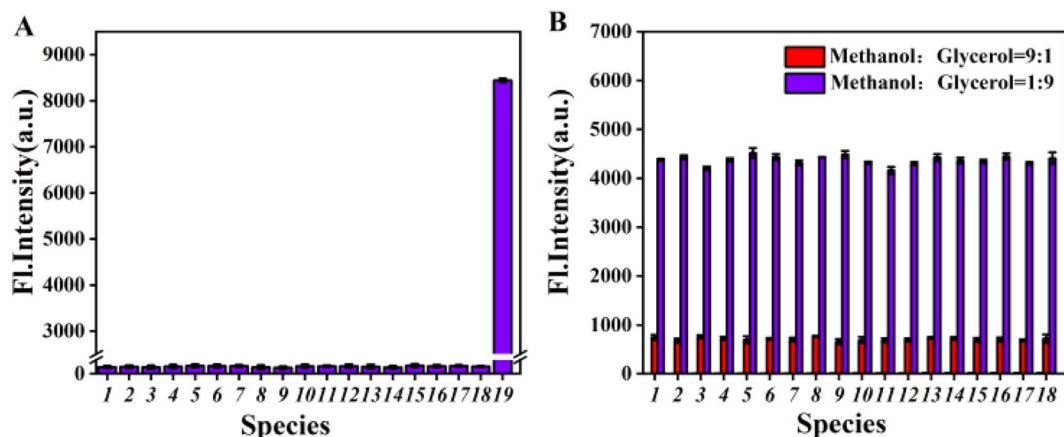 A
Fl.Intensity(a.u.)
9000
8000
7000
6000
5000
4000
3000
0
1 2 3 4 5 6 7 8 9 10 11 12 13 14 15 16 17 18 19
Species
B
Fl.Intensity(a.u.)
7000
6000
5000
4000
3000
2000
1000
0
Methanol：Glycerol=9:1
Methanol：Glycerol=1:9
1 2 3 4 5 6 7 8 9 10 11 12 13 14 15 16 17 18
Species